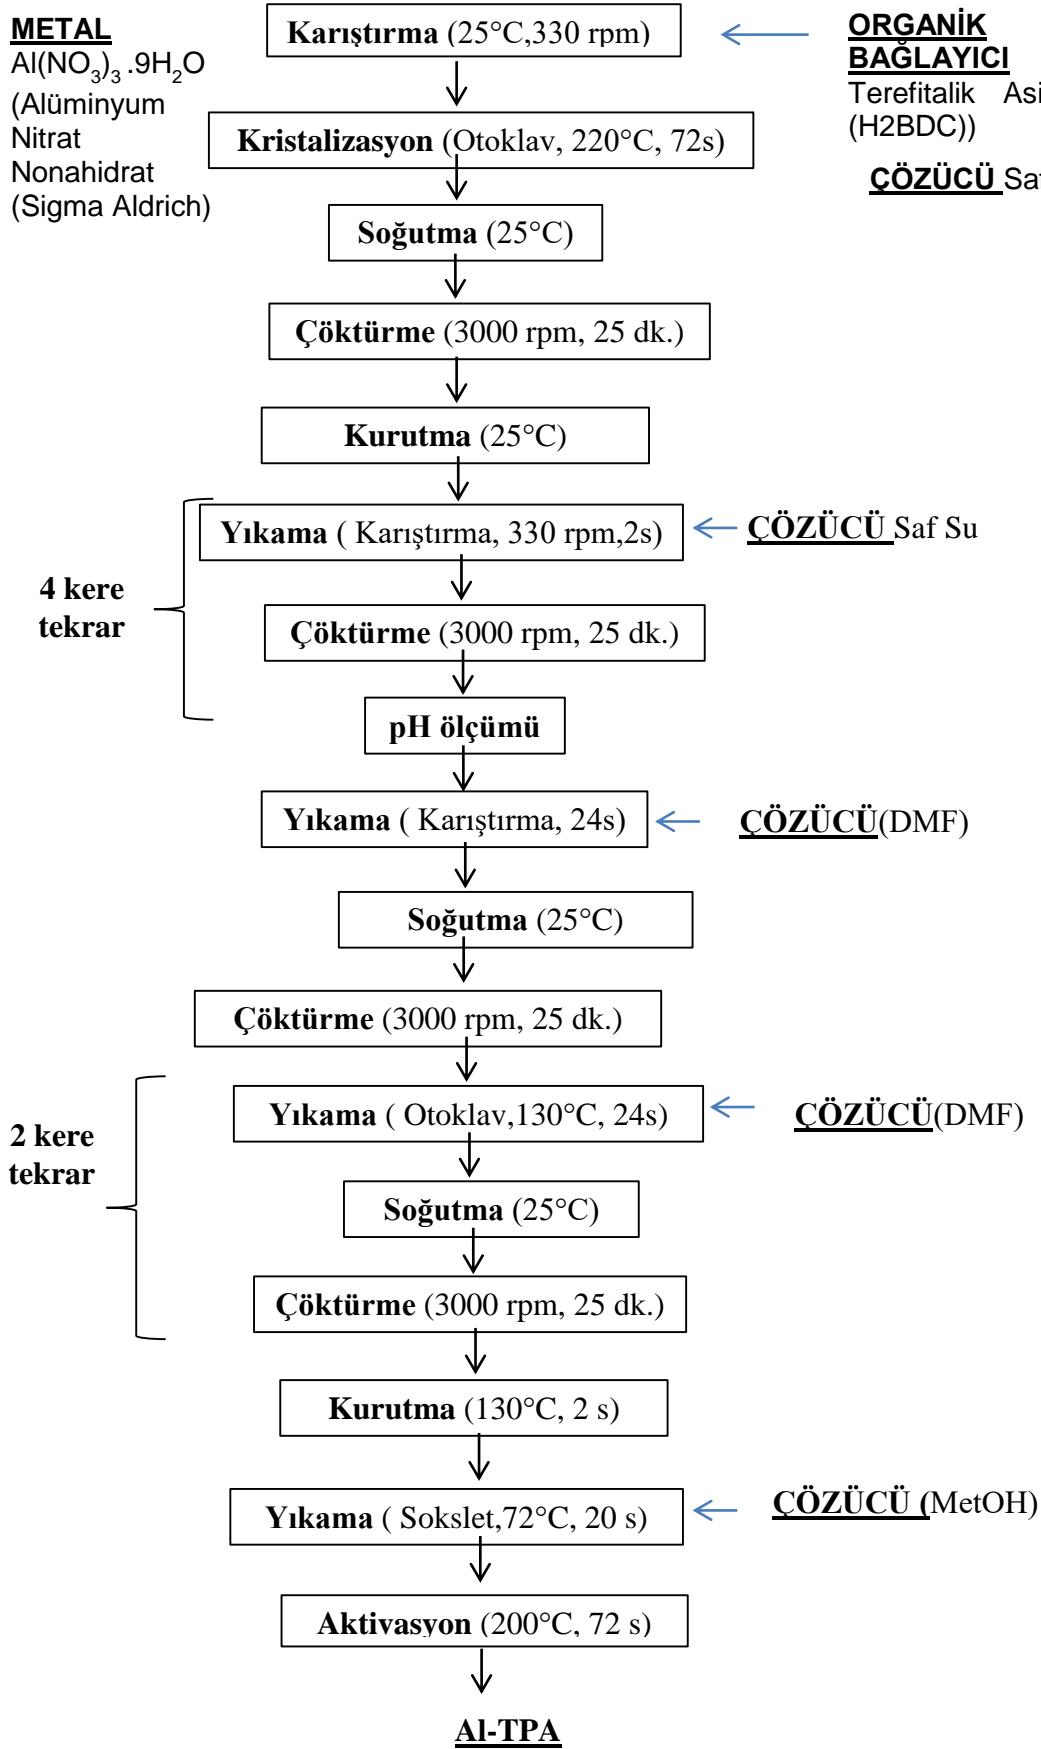 METAL
Al(NO3)3 .9H2O
(Alüminyum
Nitrat
Nonahidrat
(Sigma Aldrich)
Karıştırma (25°C,330 rpm)
ORGANİK
BAĞLAYICI
Terefitalik Asi
(H2BDC))
ÇÖZÜCÜ Saf
Kristalizasyon (Otoklav, 220°C, 72s)
Soğutma (25°C)
Çöktürme (3000 rpm, 25 dk.)
Kurutma (25°C)
Yıkama ( Karıştırma, 330 rpm,2s)
ÇÖZÜCÜ Saf Su
4 kere
tekrar
Çöktürme (3000 rpm, 25 dk.)
pH ölçümü
Yıkama ( Karıştırma, 24s)
ÇÖZÜCÜ(DMF)
Soğutma (25°C)
Çöktürme (3000 rpm, 25 dk.)
Yıkama ( Otoklav,130°C, 24s)
ÇÖZÜCÜ(DMF)
2 kere
tekrar
Soğutma (25°C)
Çöktürme (3000 rpm, 25 dk.)
Kurutma (130°C, 2 s)
Yıkama ( Sokslet,72°C, 20 s)
ÇÖZÜCÜ (MetOH)
Aktivasyon (200°C, 72 s)
Al-TPA